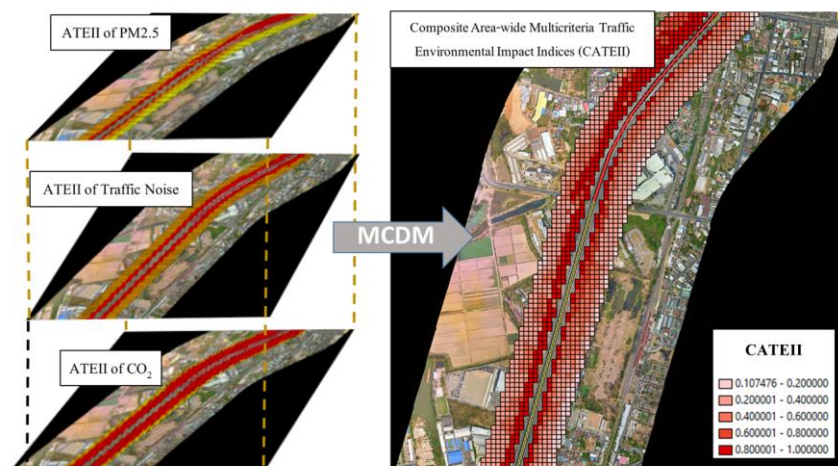 ATEII of PM2.5
ATEII of Traffic Noise
ATEII of CO₂
MCDM
Composite Area-wide Multicriteria Traffic
Environmental Impact Indices (CATEII)
CATEII
0.107476 - 0.200000
0.200001 - 0.400000
0.400001 - 0.600000
0.600001 - 0.800000
0.800001 - 1.000000